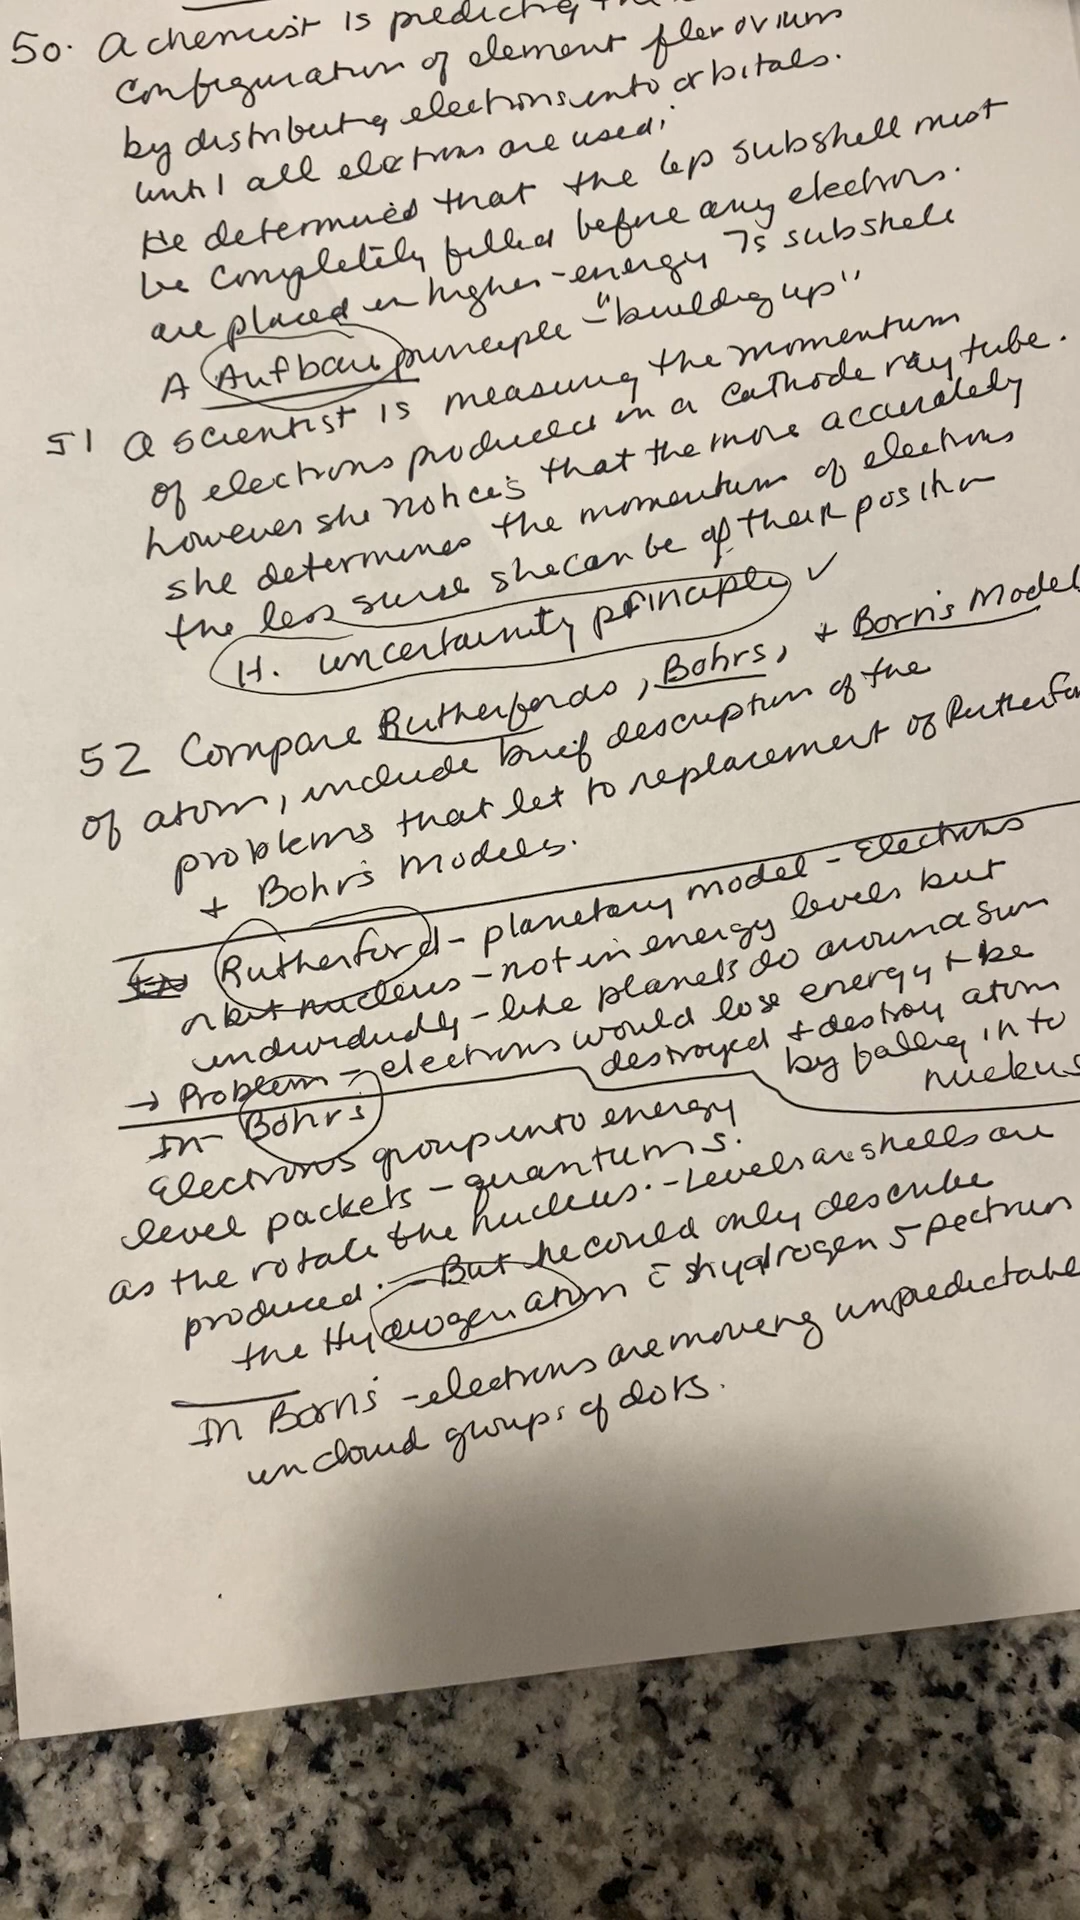 50. A chemist is predicting the
configuration of element flerovium
by distributing electrons into orbitals.
until all electrons are used.
He determined that the 6p subshell must
be completely filled before any electrons.
are placed in higher-energy 7s subshell
A Aufbau principle - "building up"
51 A scientist is measuring the momentum
of electrons produced in a cathode ray tube.
however she notices that the more accurately
she determines the momentum of electrons
the less sure she can be of their position
H. uncertainity principle ✓
52 Compare Rutherfords, Bohrs, + Born's Model
of atom, include brief description of the
problems that let to replacement of Rutherfor
+ Bohr's Models.
Rutherford - planetary model - Electrons
orbit nucleus - not in energy levels but
individually - like planets do around a sun
→ Problem - electrons would lose energy + be
destroyed + destroy atom
by falling in to
nucleus
In Bohr's
Electrons group into energy
level packets - quantums.
as the rotate the nucleus. - Levels as shells are
produced. - But he could only describe
the Hydrogen atom c̄ hydrogen spectrum
In Born's - electrons are moving unpredictable
in cloud groups of dots.